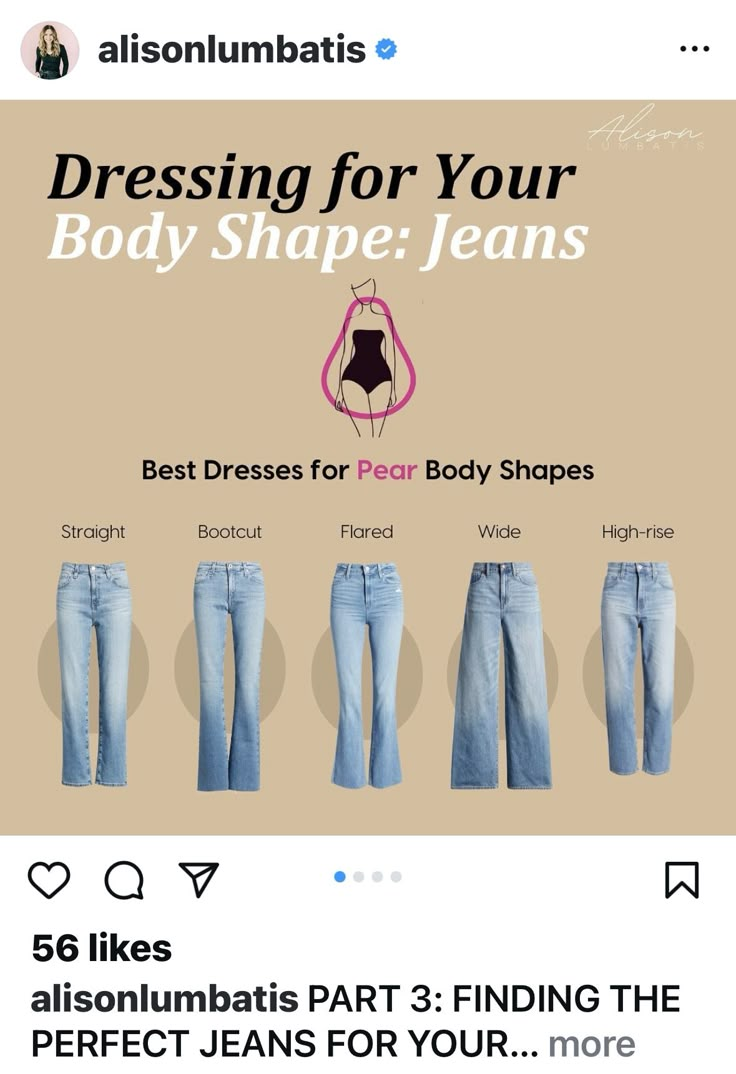 alisonlumbatis
Alison
LUMBATIS
Dressing for Your
Body Shape: Jeans
Best Dresses for Pear Body Shapes
Straight Bootcut Flared Wide High-rise
56 likes
alisonlumbatis PART 3: FINDING THE
PERFECT JEANS FOR YOUR... more